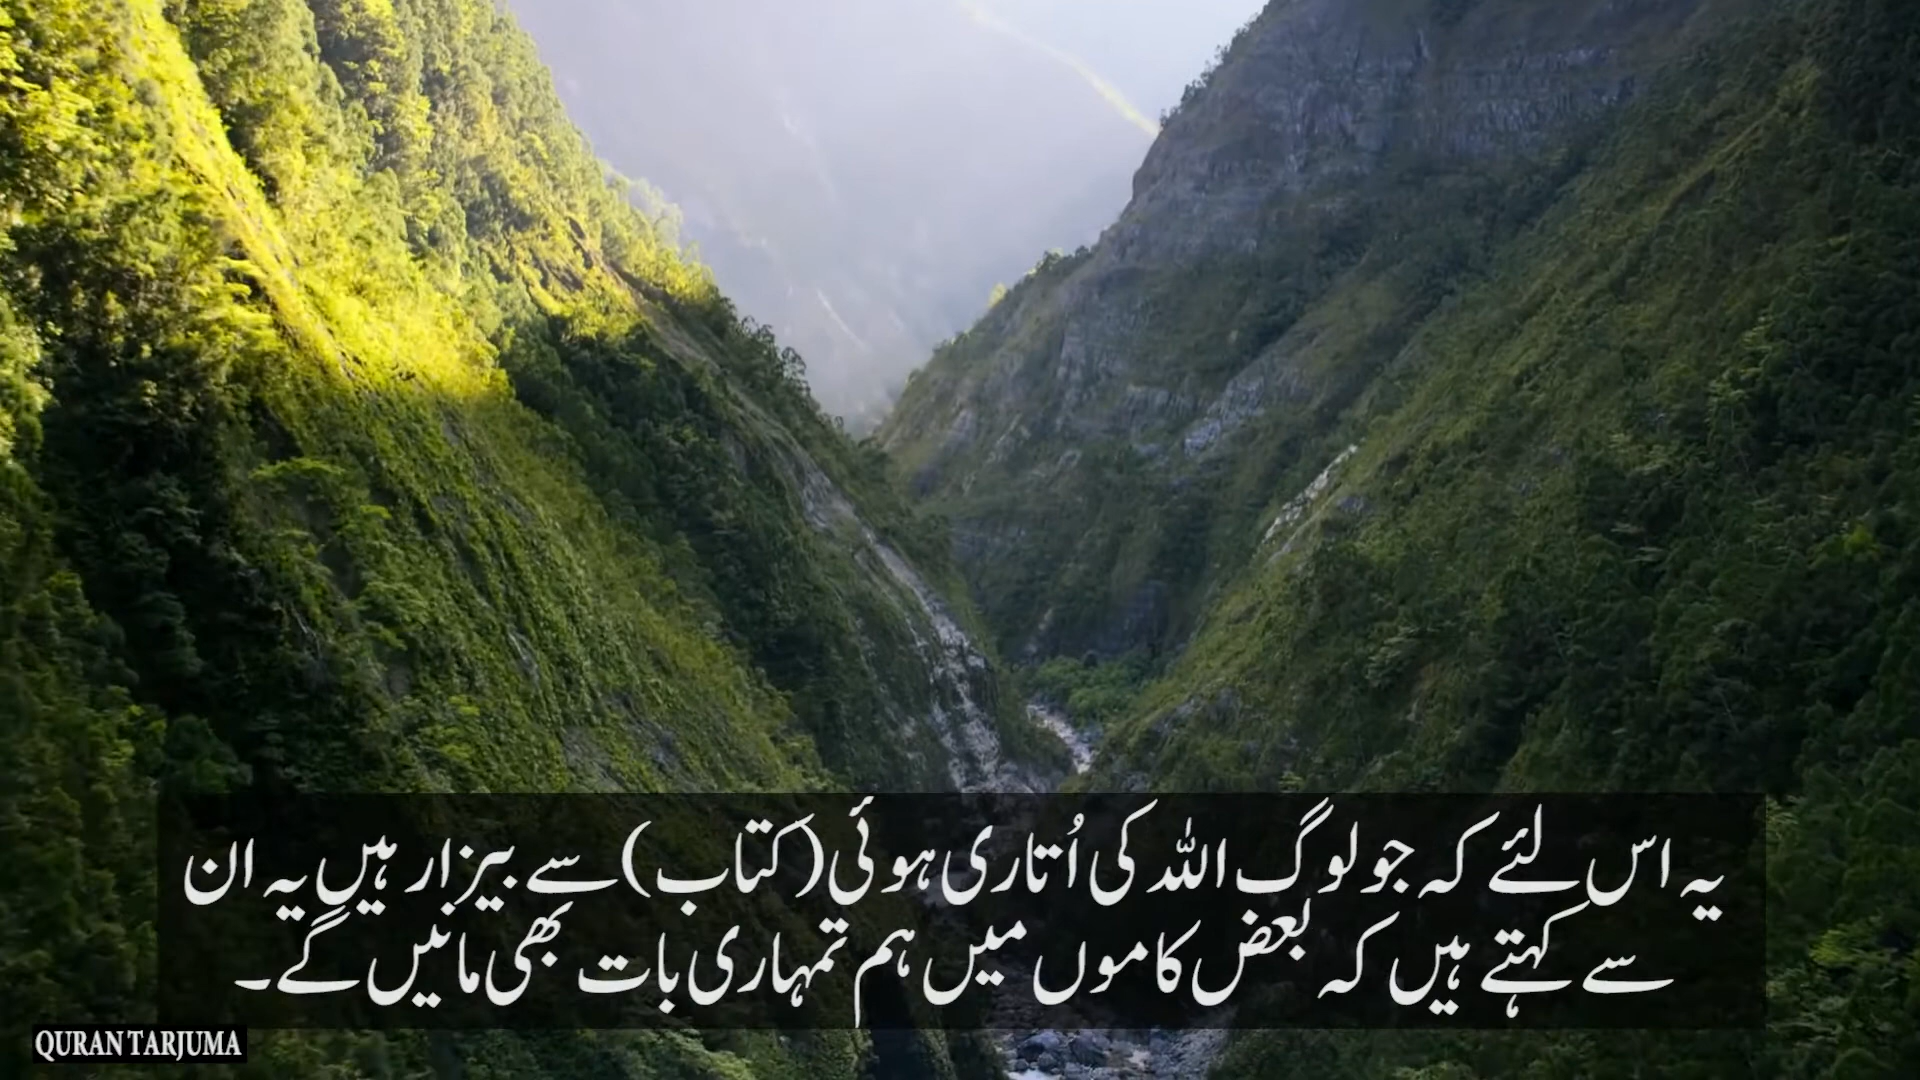 یہ اس لئے کہ جو لوگ اللہ کی اُتاری ہوئی (کتاب) سے بیزار ہیں یہ ان
سے کہتے ہیں کہ بعض کاموں میں ہم تمہاری بات بھی مانیں گے۔
QURAN TARJUMA